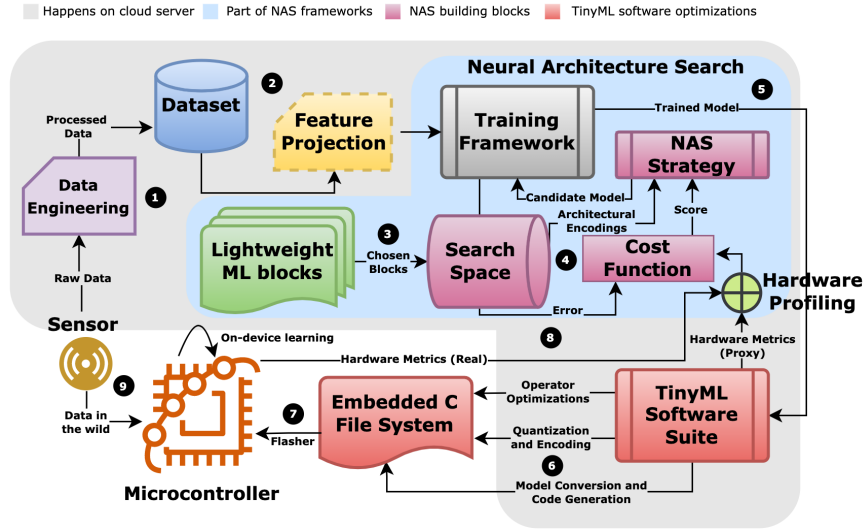 Happens on cloud server
Part of NAS frameworks
NAS building blocks
TinyML software optimizations
Neural Architecture Search
2
5
Processed
Data
Dataset
Feature
Projection
Training
Framework
Trained Model
NAS
Strategy
1
Data
Engineering
Candidate Model
Architectural
Encodings
Score
3
Lightweight
ML blocks
Chosen
Blocks
Search
Space
4
Cost
Function
Raw Data
Hardware
Profiling
Error
Sensor
8
On-device learning
Hardware Metrics (Real)
Hardware Metrics
(Proxy)
9
Data in
the wild
7
Flasher
Embedded C
File System
Operator
Optimizations
Quantization
and Encoding
TinyML
Software
Suite
6
Model Conversion and
Code Generation
Microcontroller